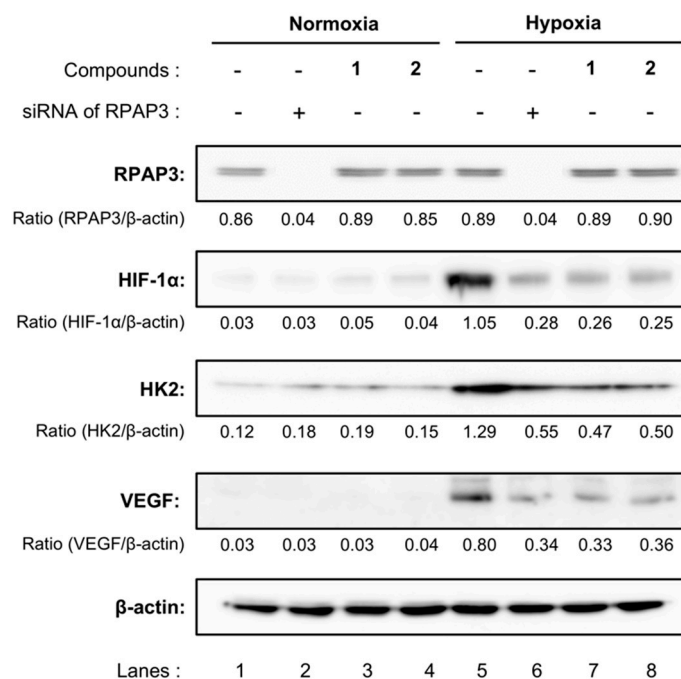 Normoxia Hypoxia
Compounds : - - 1 2 - - 1 2
siRNA of RPAP3 : - + - - - + - -
RPAP3:
Ratio (RPAP3/β-actin) 0.86 0.04 0.89 0.85 0.89 0.04 0.89 0.90
HIF-1α:
Ratio (HIF-1α/β-actin) 0.03 0.03 0.05 0.04 1.05 0.28 0.26 0.25
HK2:
Ratio (HK2/β-actin) 0.12 0.18 0.19 0.15 1.29 0.55 0.47 0.50
VEGF:
Ratio (VEGF/β-actin) 0.03 0.03 0.03 0.04 0.80 0.34 0.33 0.36
β-actin:
Lanes : 1 2 3 4 5 6 7 8